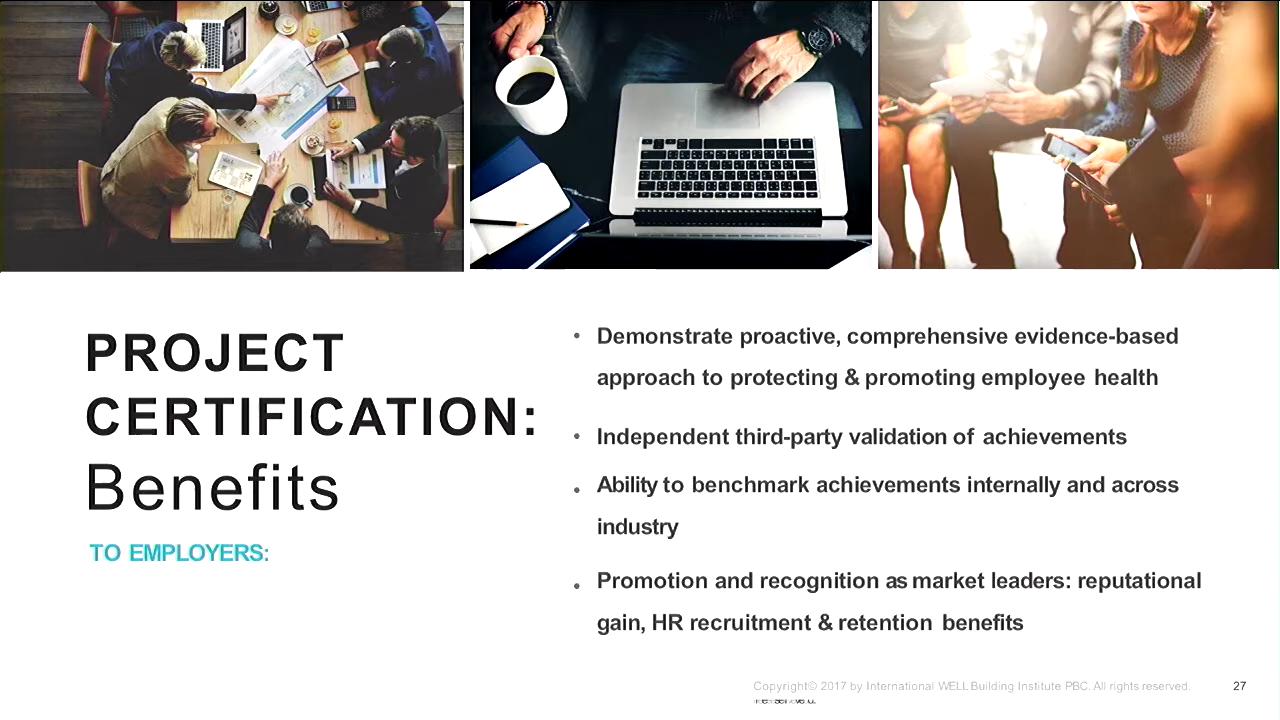 PROJECT
CERTIFICATION:
Benefits
TO EMPLOYERS:
• Demonstrate proactive, comprehensive evidence-based
approach to protecting & promoting employee health
• Independent third-party validation of achievements
• Ability to benchmark achievements internally and across
industry
• Promotion and recognition as market leaders: reputational
gain, HR recruitment & retention benefits
Copyright© 2017 by International WELL Building Institute PBC. All rights reserved.
27